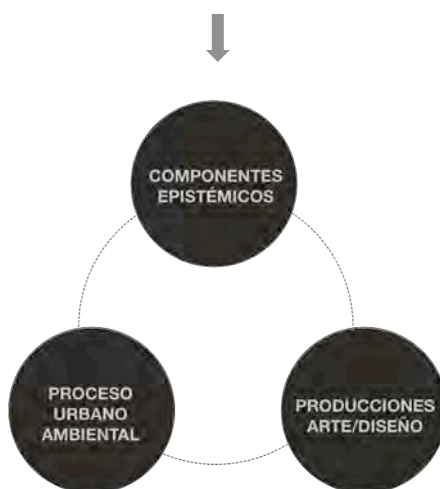 COMPONENTES
EPISTÉMICOS
PROCESO
URBANO
AMBIENTAL
PRODUCCIONES
ARTE/DISEÑO